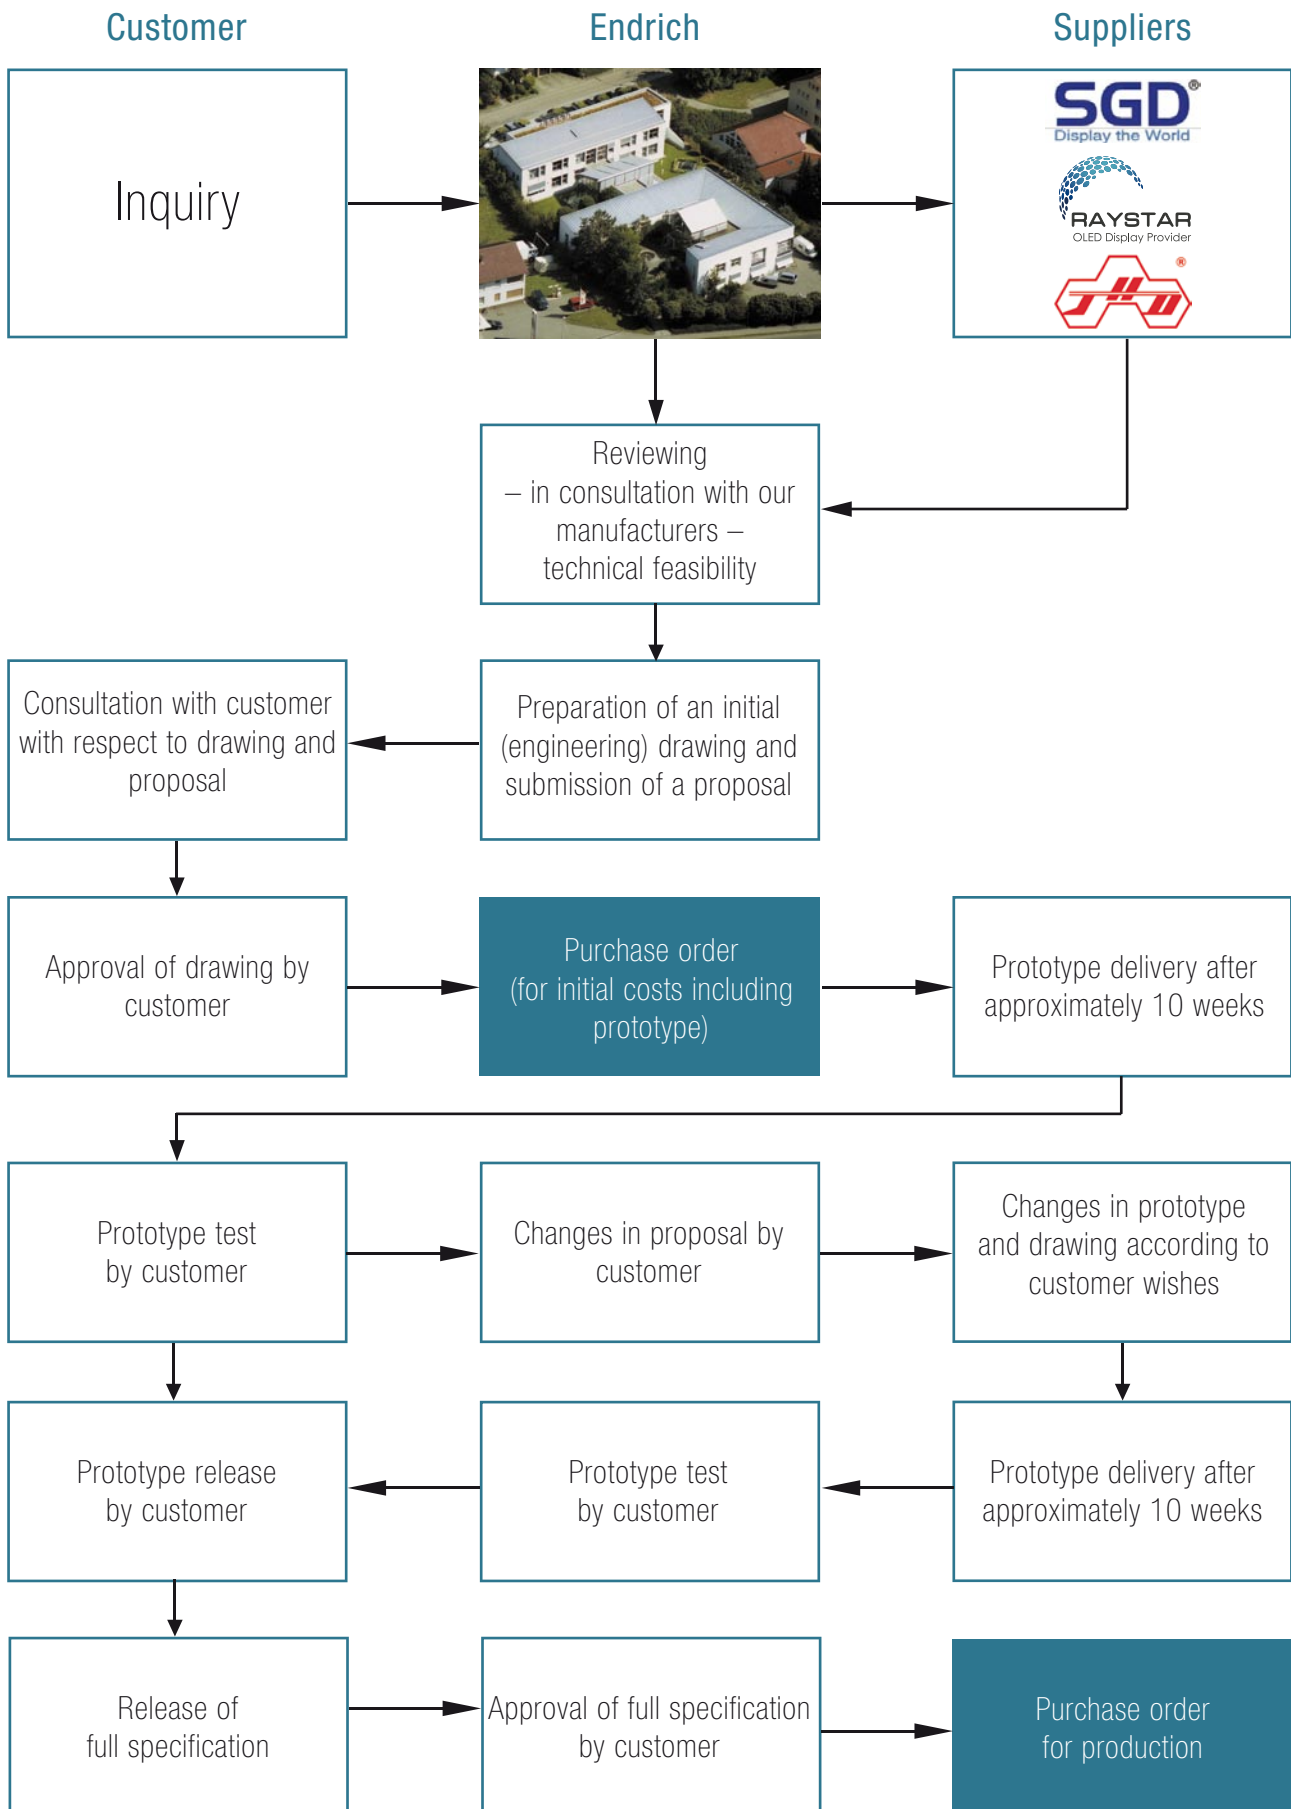 Customer
Endrich
Suppliers
Inquiry
SGD®
Display the World
RAYSTAR
OLED Display Provider
JHD®
Reviewing
– in consultation with our
manufacturers –
technical feasibility
Consultation with customer
with respect to drawing and
proposal
Preparation of an initial
(engineering) drawing and
submission of a proposal
Approval of drawing by
customer
Purchase order
(for initial costs including
prototype)
Prototype delivery after
approximately 10 weeks
Prototype test
by customer
Changes in proposal by
customer
Changes in prototype
and drawing according to
customer wishes
Prototype release
by customer
Prototype test
by customer
Prototype delivery after
approximately 10 weeks
Release of
full specification
Approval of full specification
by customer
Purchase order
for production